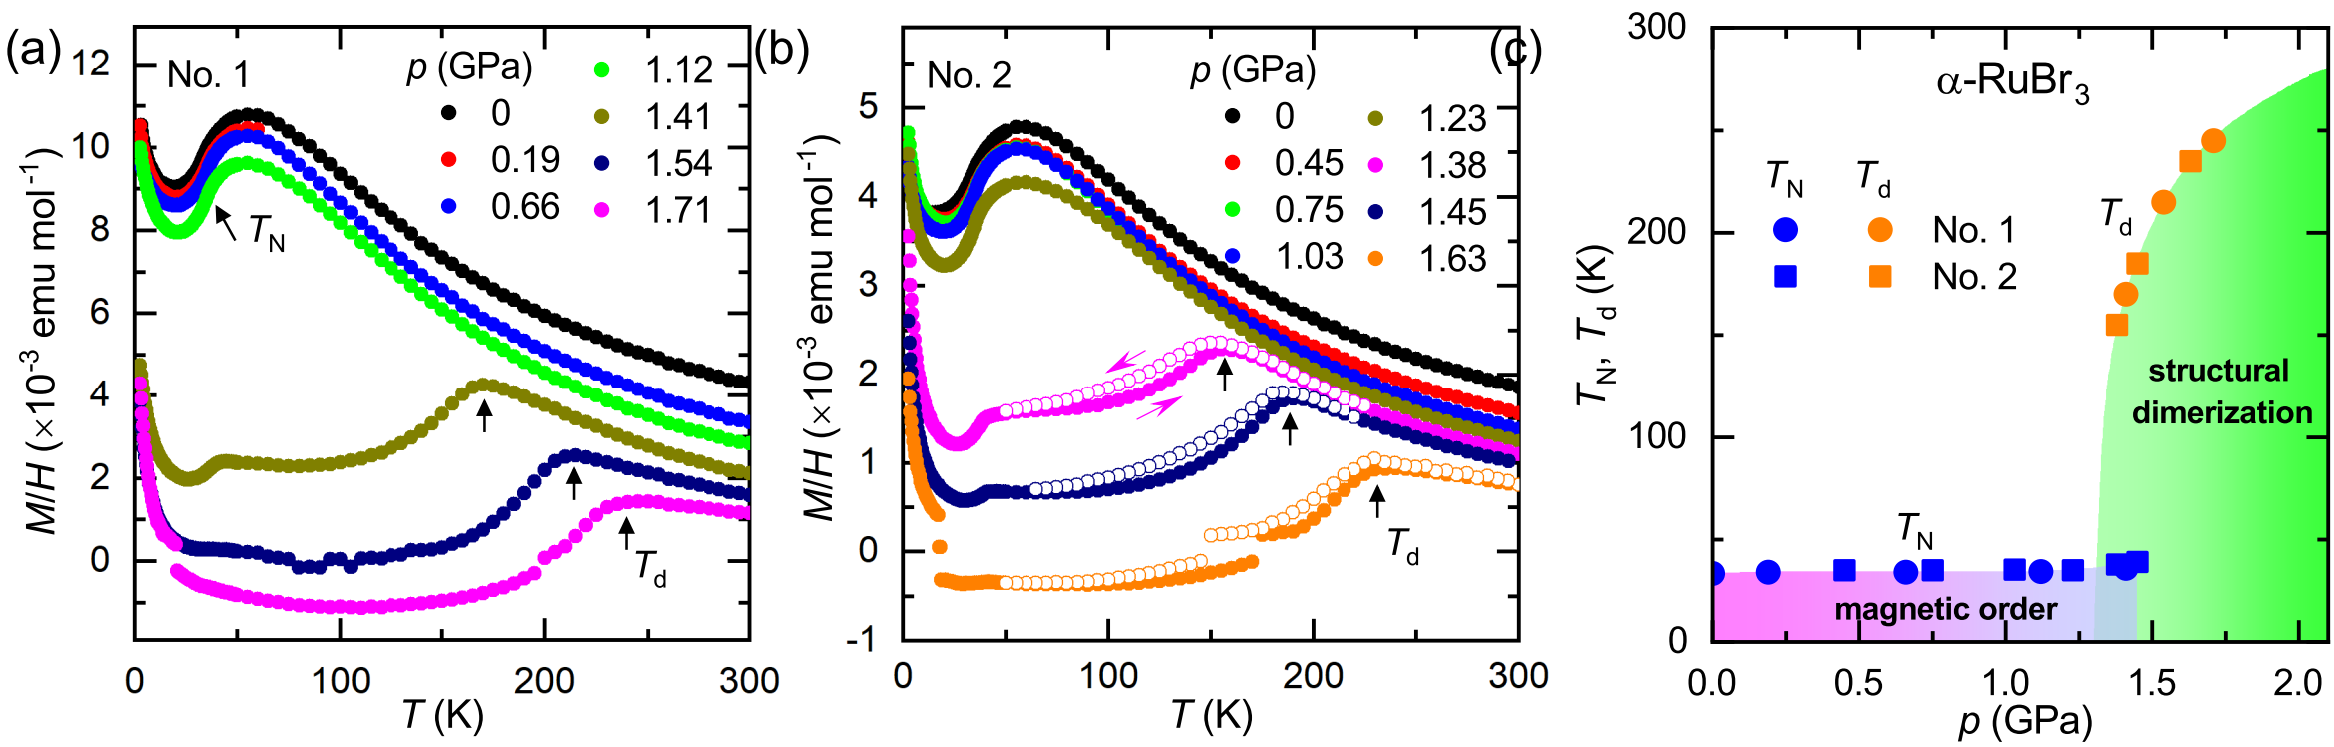 (a)
No. 1
p (GPa)
0
0.19
0.66
1.12
1.41
1.54
1.71
T_N
T_d
12
10
8
6
4
2
0
M/H (×10⁻³ emu mol⁻¹)
0
100
200
300
T (K)
(b)
No. 2
p (GPa)
0
0.45
0.75
1.03
1.23
1.38
1.45
1.63
T_d
5
4
3
2
1
0
-1
M/H (×10⁻³ emu mol⁻¹)
0
100
200
300
T (K)
(c)
α-RuBr₃
T_N
T_d
No. 1
No. 2
T_d
structural
dimerization
T_N
magnetic order
300
200
100
0
T_N, T_d (K)
0.0
0.5
1.0
1.5
2.0
p (GPa)